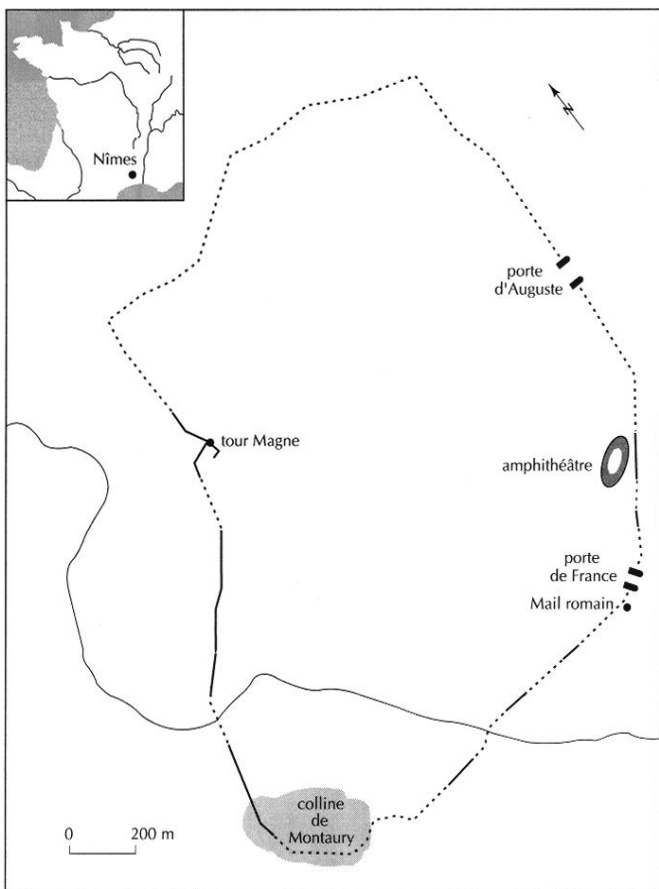 Nîmes
N
porte
d'Auguste
tour Magne
amphithéâtre
porte
de France
Mail romain
colline
de
Montaury
0 200 m